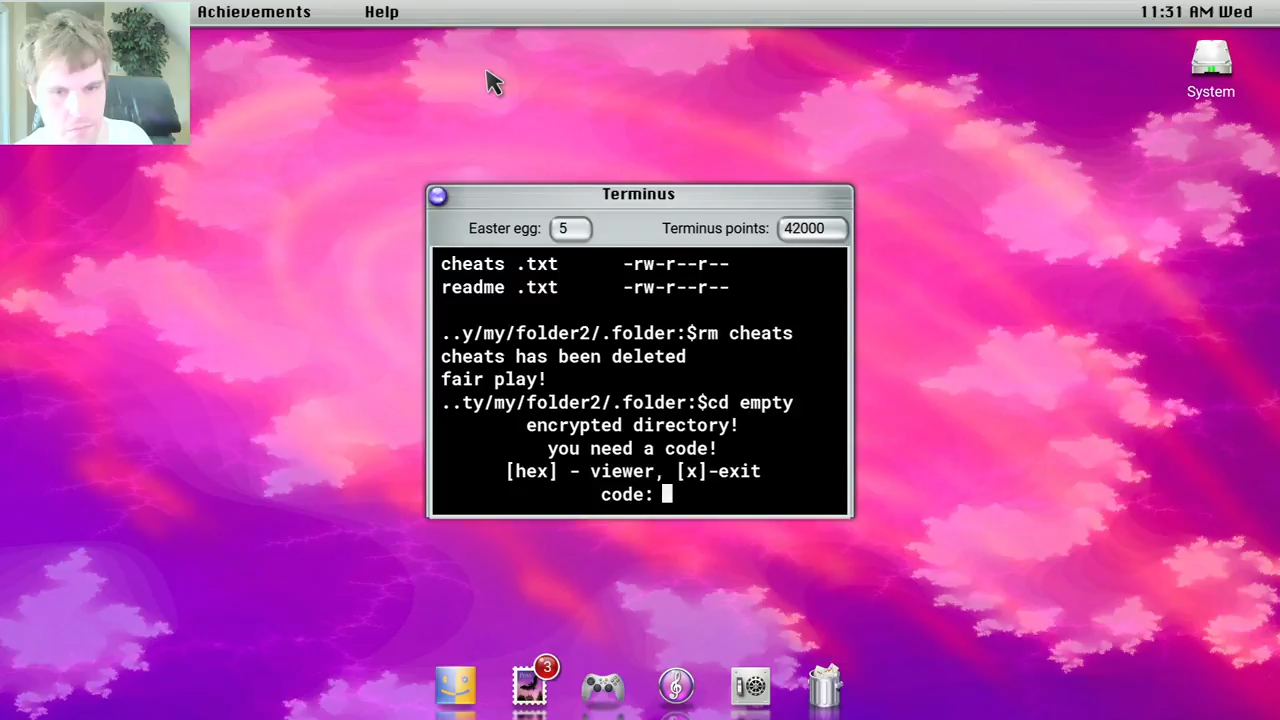 Achievements Help 11:31 AM Wed
System
Terminus
Easter egg: 5 Terminus points: 42000
cheats .txt -rw-r--r--
readme .txt -rw-r--r--
..y/my/folder2/.folder:$rm cheats
cheats has been deleted
fair play!
..ty/my/folder2/.folder:$cd empty
encrypted directory!
you need a code!
[hex] - viewer, [x]-exit
code:
3